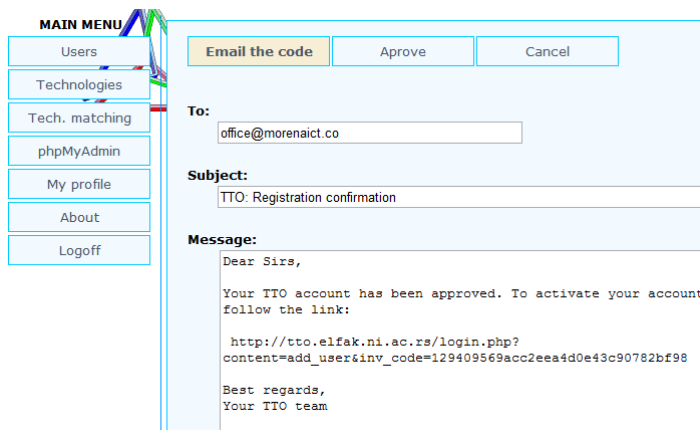 MAIN MENU
Users
Technologies
Tech. matching
phpMyAdmin
My profile
About
Logoff
Email the code
Aprove
Cancel
To:
office@morenaict.co
Subject:
TTO: Registration confirmation
Message:
Dear Sirs,
Your TTO account has been approved. To activate your account
follow the link:
http://tto.elfak.ni.ac.rs/login.php?
content=add_user&inv_code=129409569acc2eea4d0e43c90782bf98
Best regards,
Your TTO team